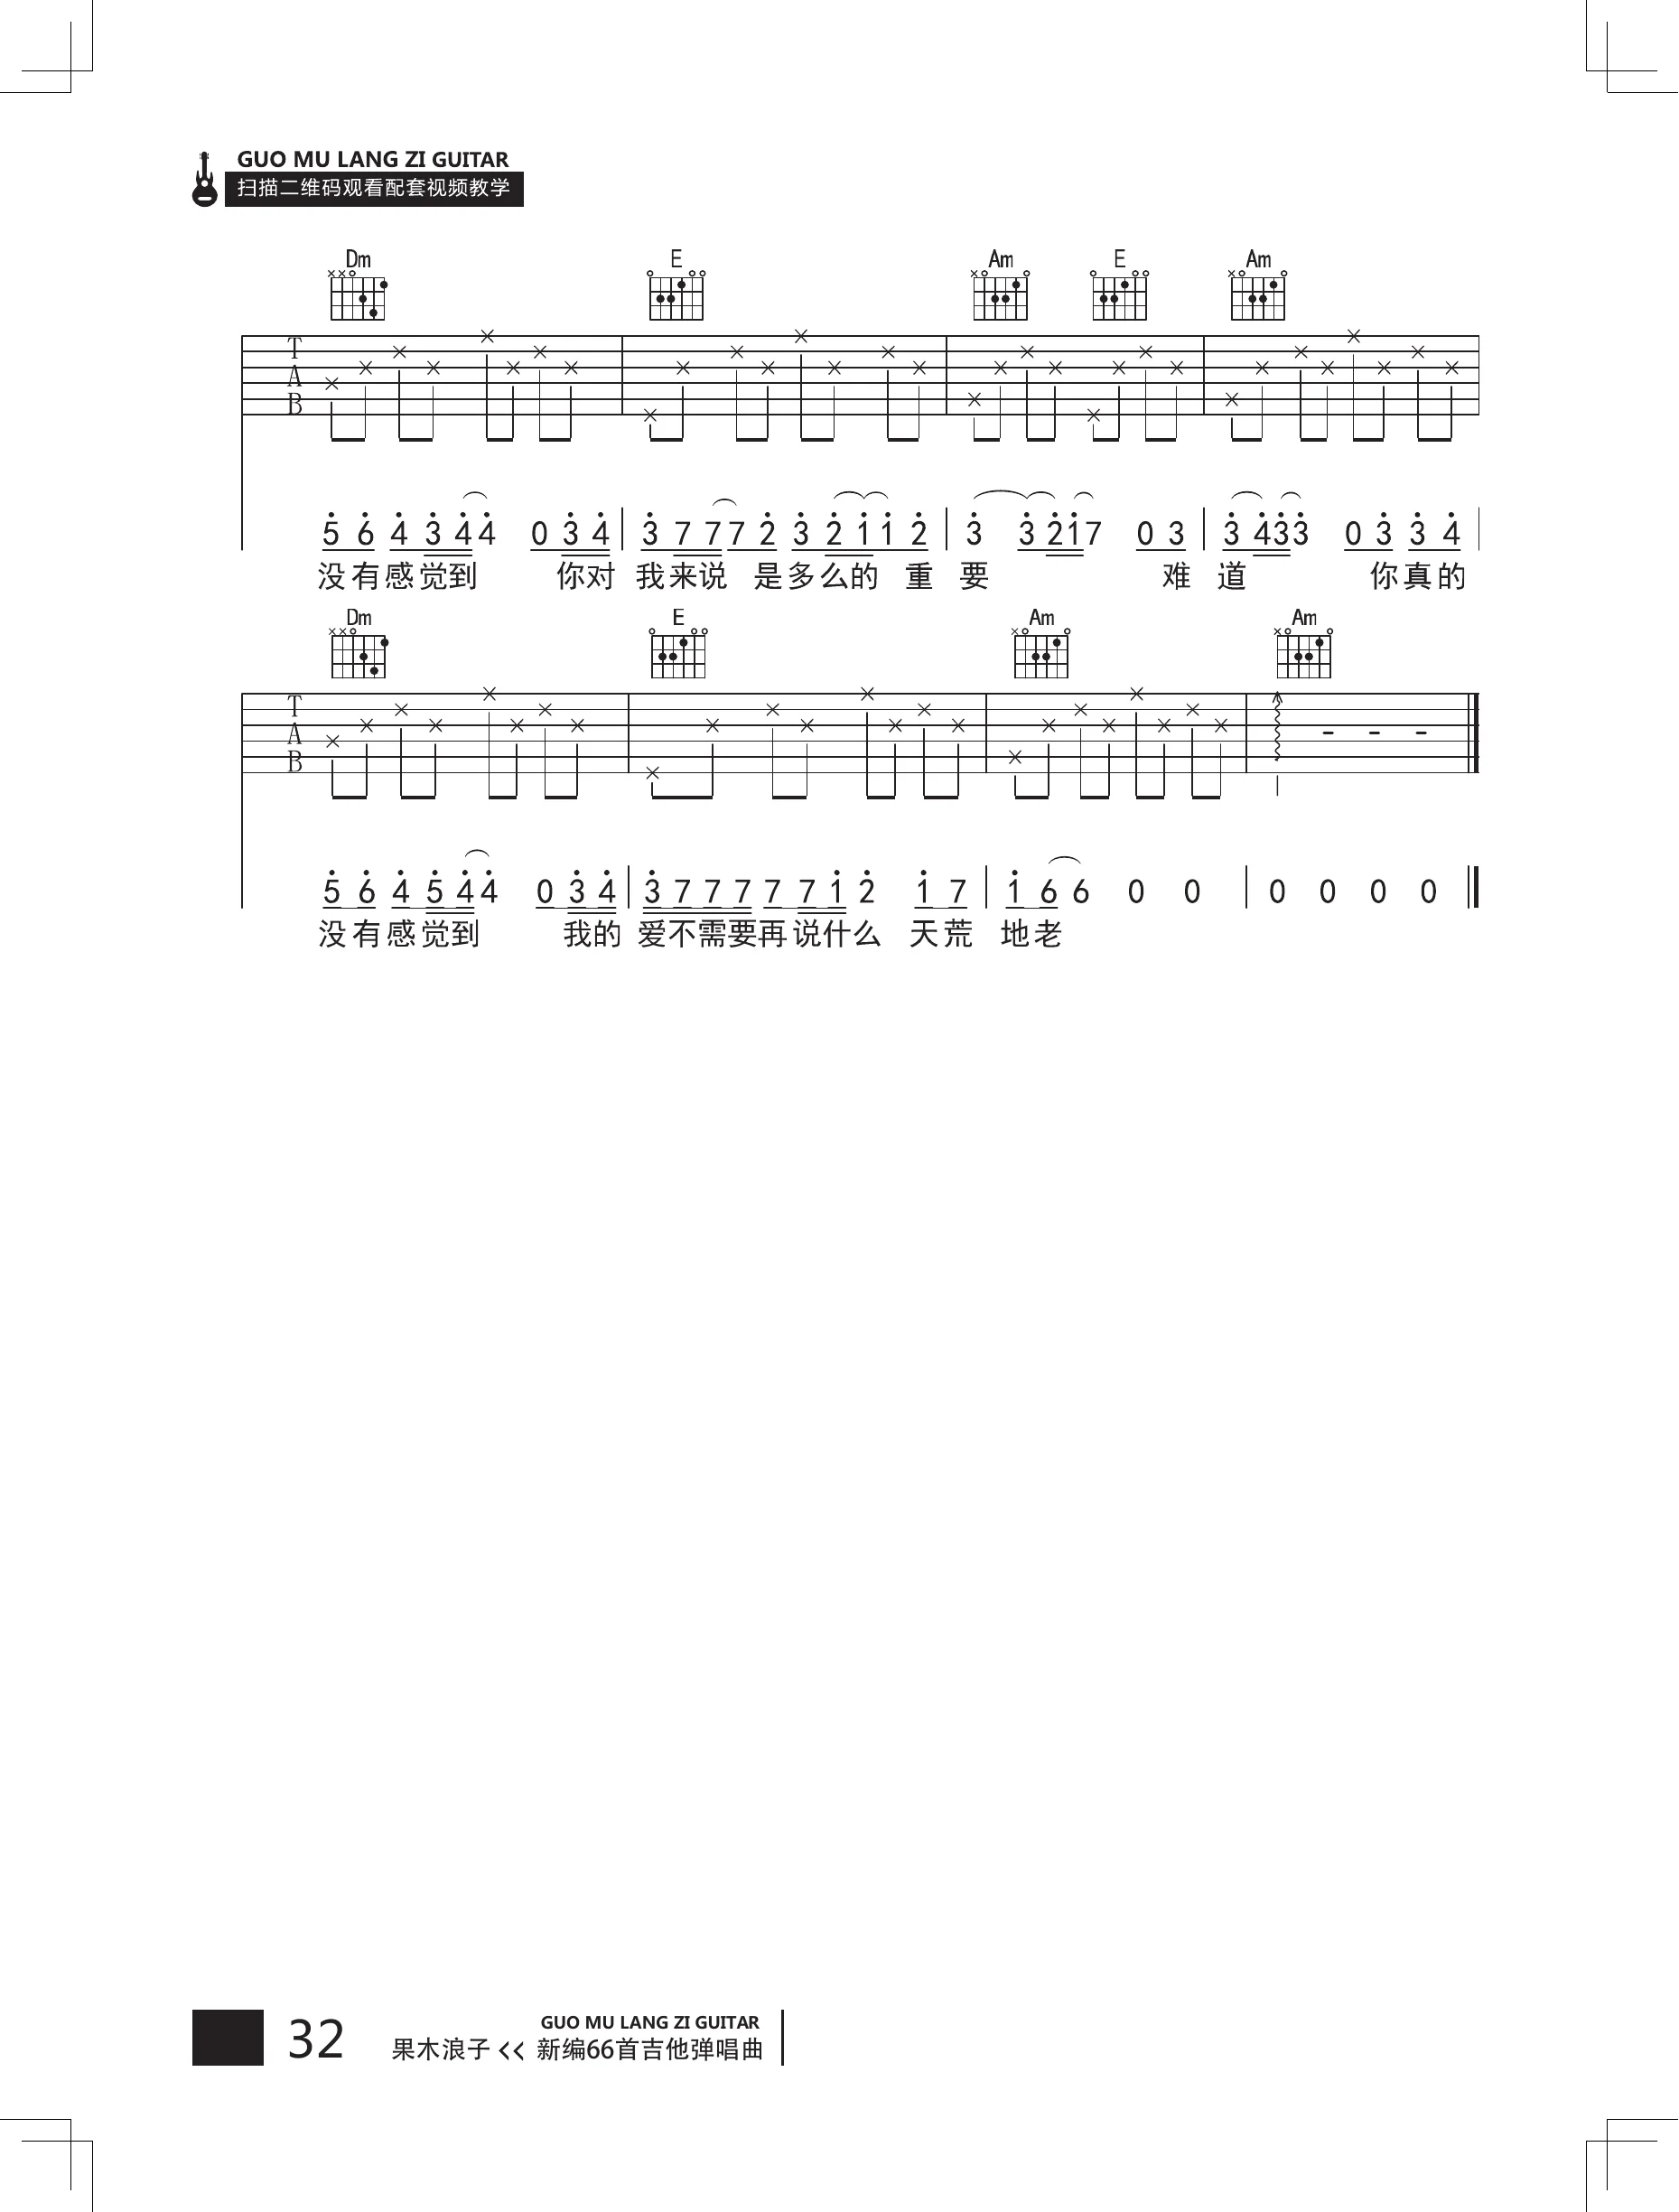 GUO MU LANG ZI GUITAR
扫描二维码观看配套视频教学
Dm E Am E Am
T
A
B
5 6 4 3 4 4 0 3 4 3 7 7 7 2 3 2 1 1 2 3 3 2 1 7 0 3 3 4 3 3 0 3 3 4
没有感觉到 你对 我来说 是多么的 重 要 难 道 你真的
Dm E Am Am
T
A
B
5 6 4 5 4 4 0 3 4 3 7 7 7 7 7 1 2 1 7 1 6 6 0 0 0 0 0 0
没有感觉到 我的 爱不需要再说什么 天荒 地老
32
GUO MU LANG ZI GUITAR
果木浪子 << 新编66首吉他弹唱曲